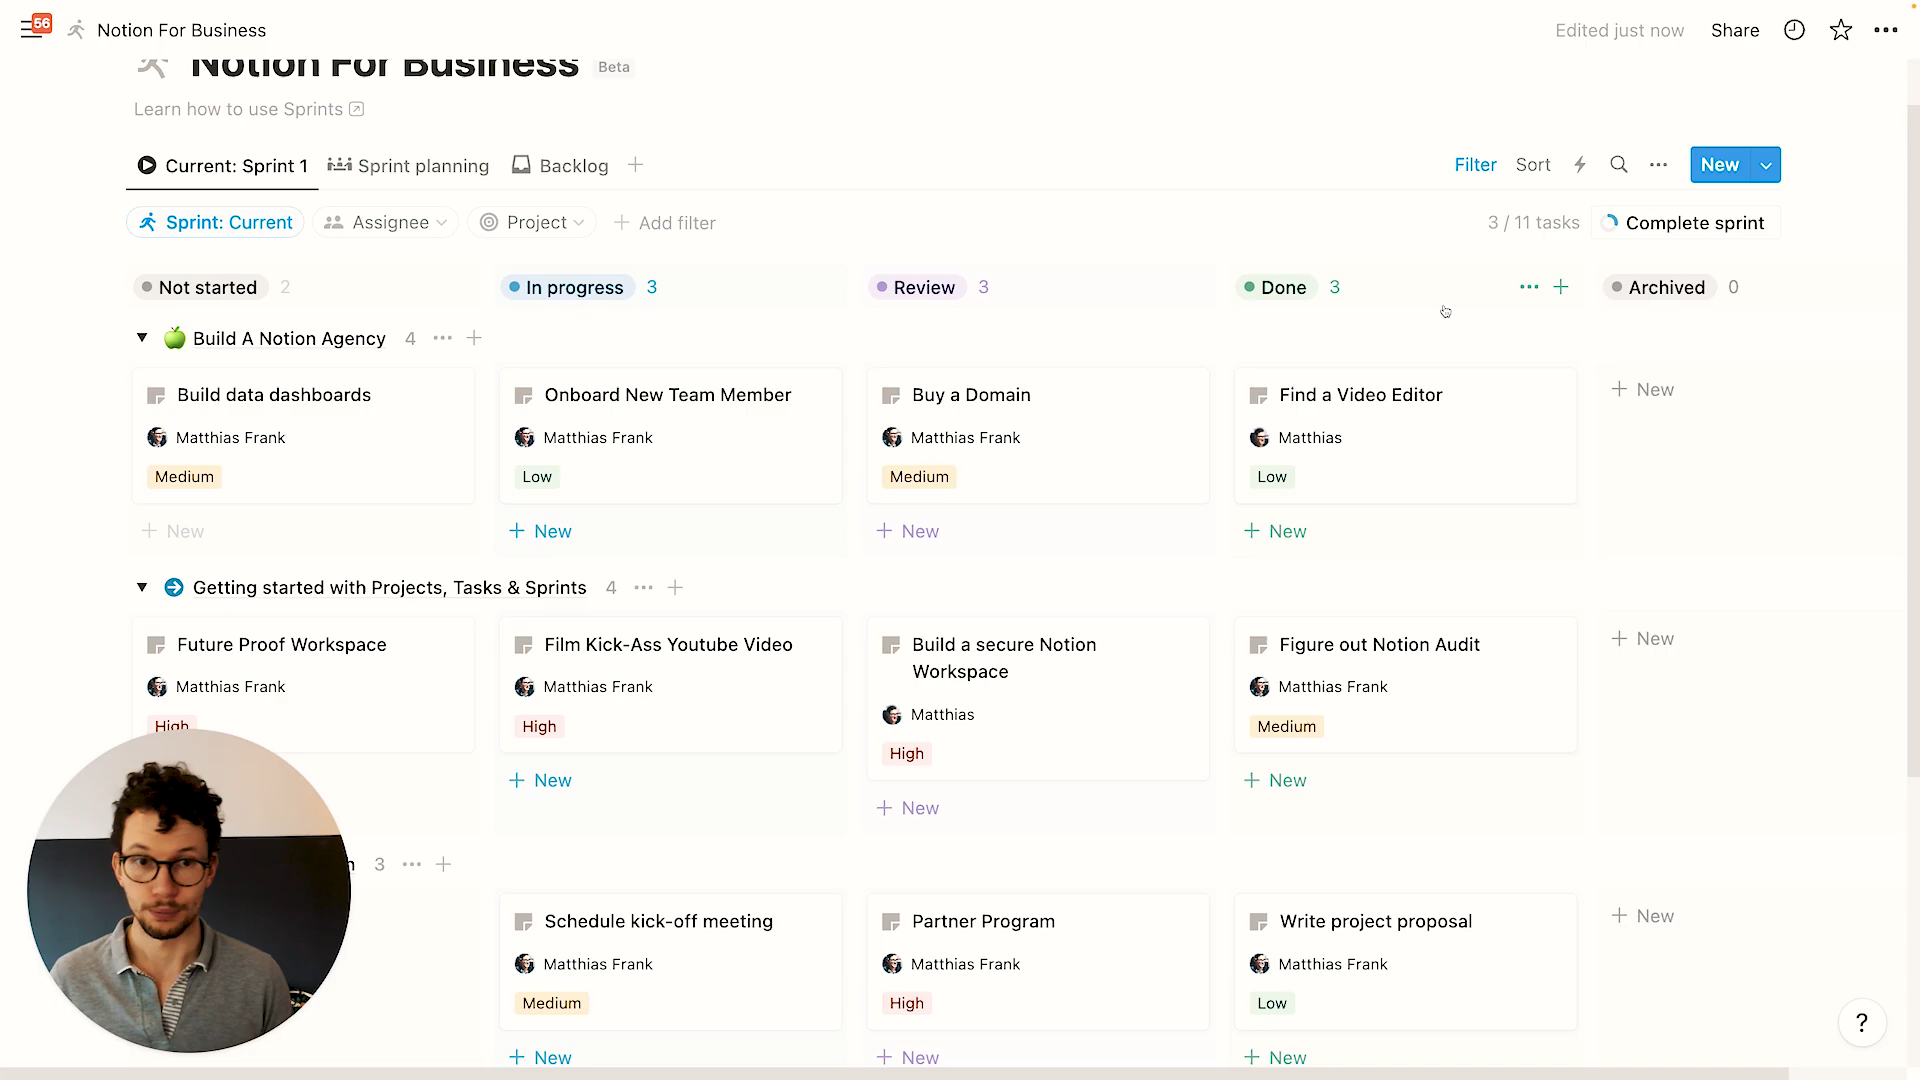 56
Notion For Business
Edited just now
Share
Notion For Business
Beta
Learn how to use Sprints
Current: Sprint 1
Sprint planning
Backlog
Filter
Sort
New
Sprint: Current
Assignee
Project
Add filter
3 / 11 tasks
Complete sprint
Not started 2
In progress 3
Review 3
Done 3
Archived 0
Build A Notion Agency 4
Build data dashboards
Matthias Frank
Medium
New
Onboard New Team Member
Matthias Frank
Low
New
Buy a Domain
Matthias Frank
Medium
New
Find a Video Editor
Matthias
Low
New
New
Getting started with Projects, Tasks & Sprints 4
Future Proof Workspace
Matthias Frank
High
Film Kick-Ass Youtube Video
Matthias Frank
High
New
Build a secure Notion
Workspace
Matthias
High
New
Figure out Notion Audit
Matthias Frank
Medium
New
New
3
Schedule kick-off meeting
Matthias Frank
Medium
New
Partner Program
Matthias Frank
High
New
Write project proposal
Matthias Frank
Low
New
New
?